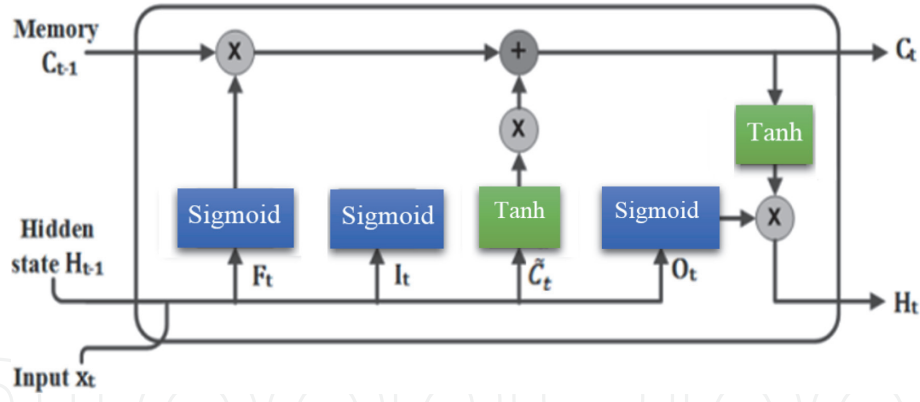 Memory
Cₜ₋₁
X
+
Cₜ
X
Tanh
Sigmoid
Sigmoid
Tanh
Sigmoid
X
Hidden
state Hₜ₋₁
Fₜ
Iₜ
C̃ₜ
Oₜ
Hₜ
Input xₜ